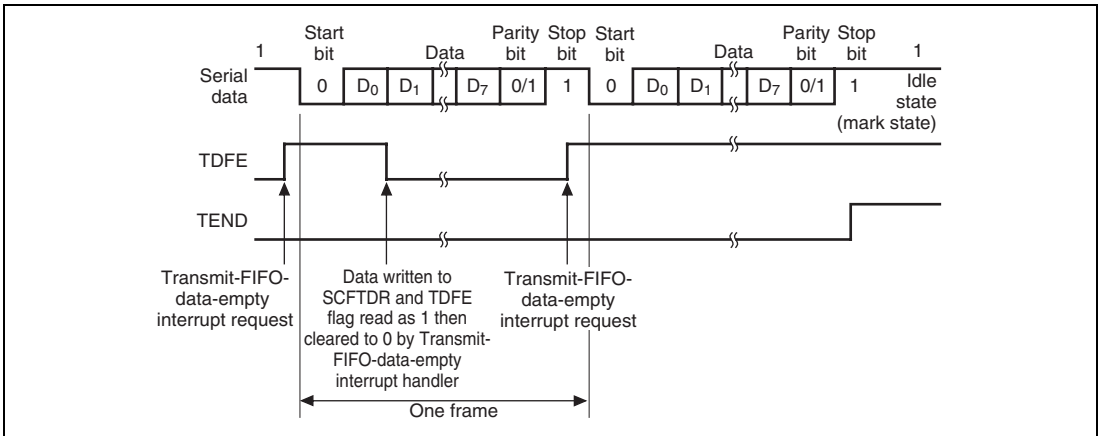 1 Start bit Data Parity bit Stop bit Start bit Data Parity bit Stop bit 1
Serial data 0 D0 D1 D7 0/1 1 0 D0 D1 D7 0/1 1 Idle state (mark state)
TDFE
TEND
Transmit-FIFO-
data-empty
interrupt request
Data written to
SCFTDR and TDFE
flag read as 1 then
cleared to 0 by Transmit-
FIFO-data-empty
interrupt handler
Transmit-FIFO-
data-empty
interrupt request
One frame